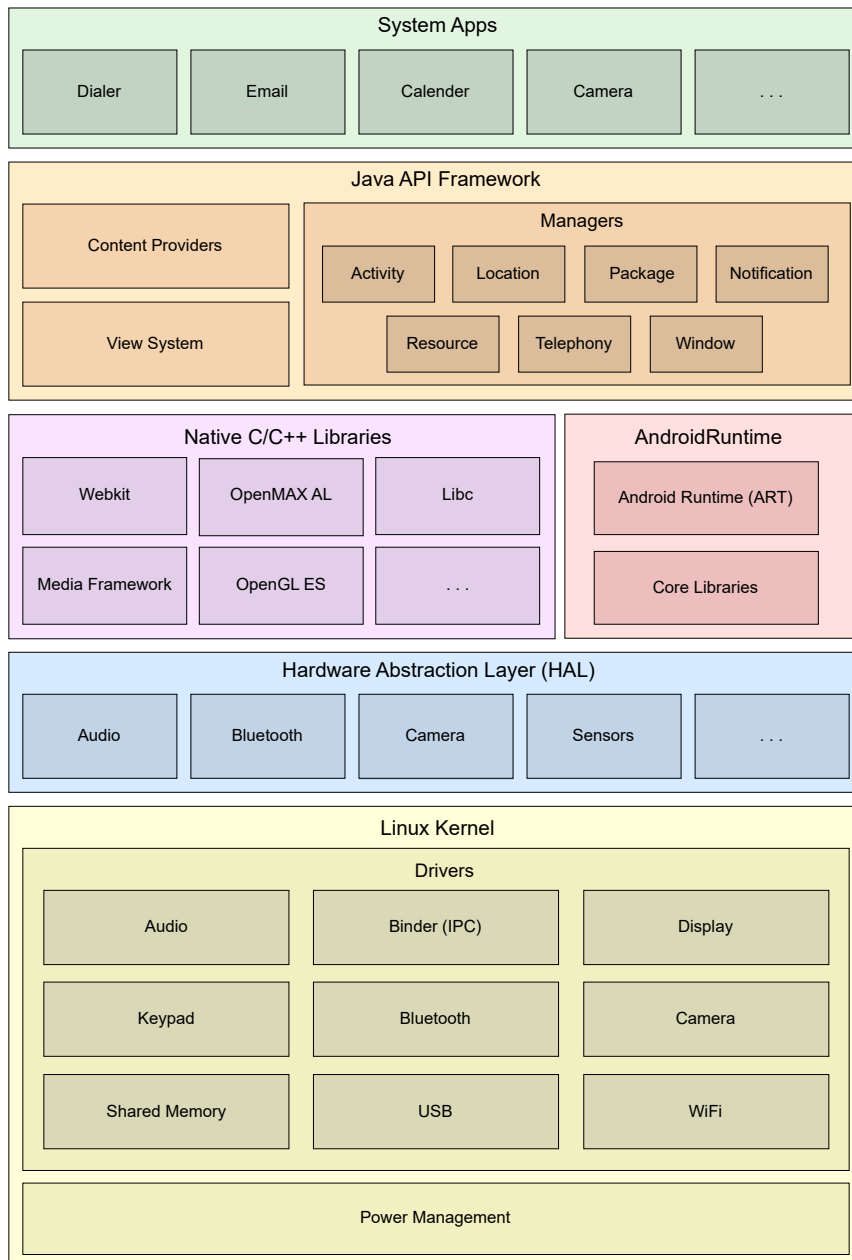 System Apps
Dialer
Email
Calender
Camera
. . .
Java API Framework
Content Providers
View System
Managers
Activity
Location
Package
Notification
Resource
Telephony
Window
Native C/C++ Libraries
Webkit
OpenMAX AL
Libc
Media Framework
OpenGL ES
. . .
AndroidRuntime
Android Runtime (ART)
Core Libraries
Hardware Abstraction Layer (HAL)
Audio
Bluetooth
Camera
Sensors
. . .
Linux Kernel
Drivers
Audio
Binder (IPC)
Display
Keypad
Bluetooth
Camera
Shared Memory
USB
WiFi
Power Management